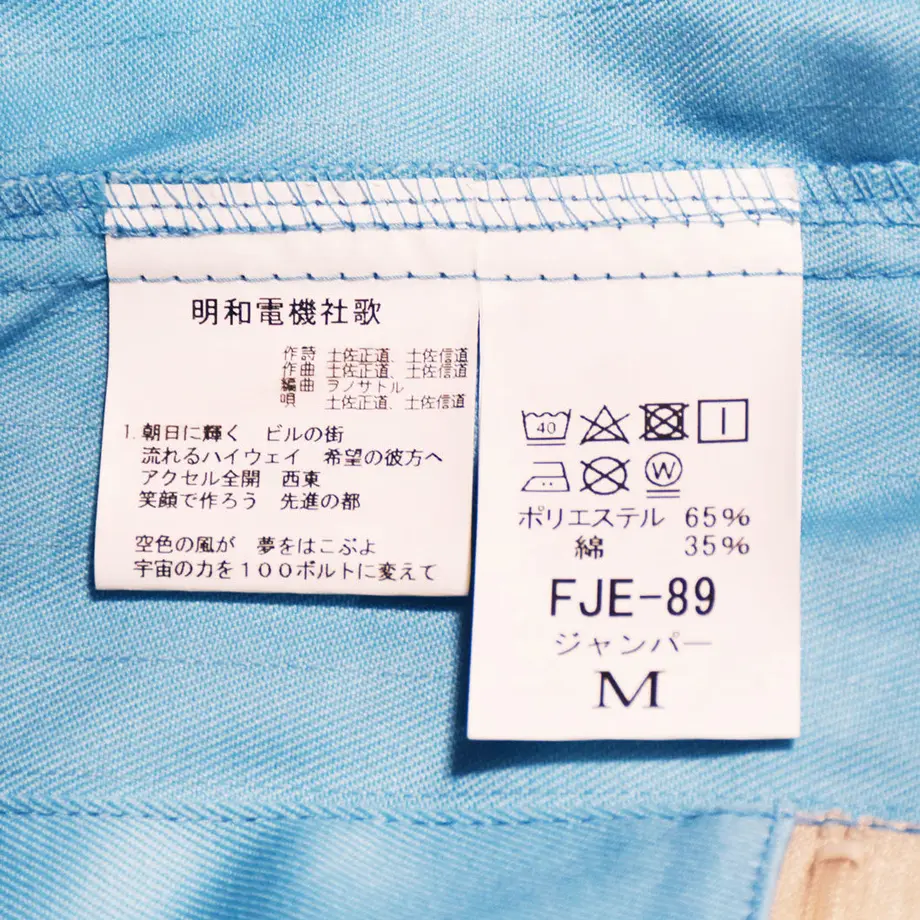 明和電機社歌
作詩 土佐正道、土佐信道
作曲 土佐正道、土佐信道
編曲 ヲノサトル
唄 土佐正道、土佐信道
1. 朝日に輝く ビルの街
流れるハイウェイ 希望の彼方へ
アクセル全開 西東
笑顔で作ろう 先進の都
空色の風が 夢をはこぶよ
宇宙の力を100ボルトに変えて
40
W
ポリエステル 65%
綿 35%
FJE-89
ジャンパー
M